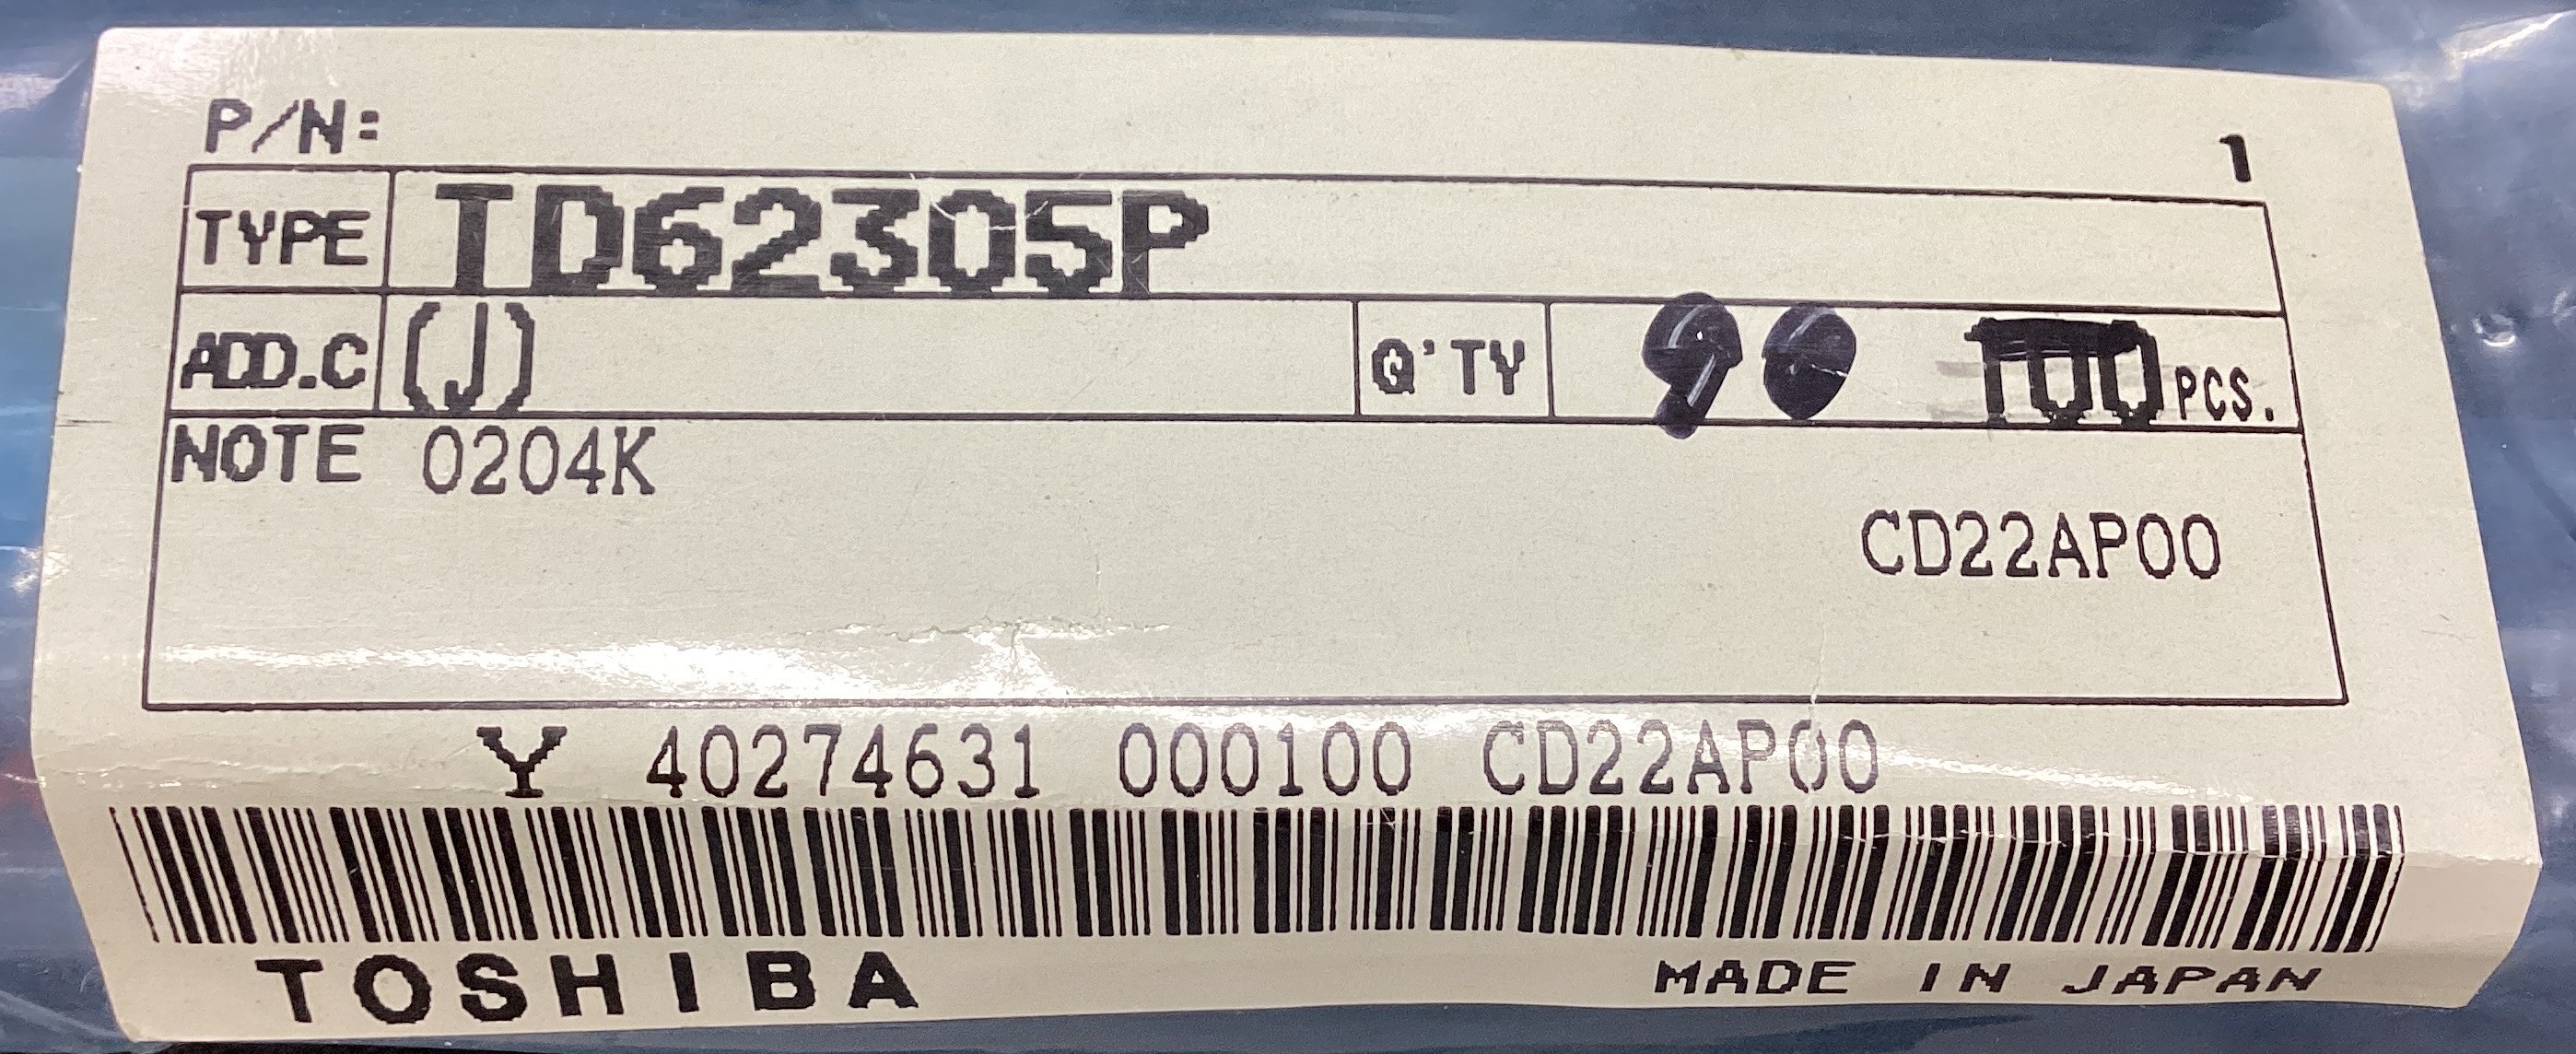 P/N:
1
TYPE TD62305P
ADD.C (J) Q'TY 90 100 PCS.
NOTE 0204K
CD22AP00
Y 40274631 000100 CD22AP00
TOSHIBA MADE IN JAPAN